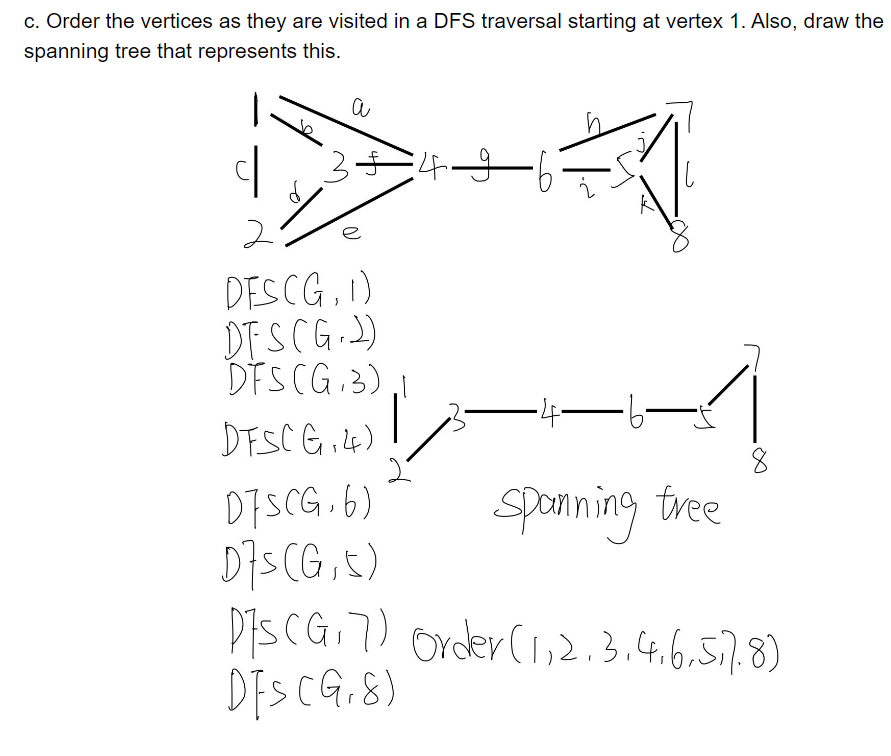 c. Order the vertices as they are visited in a DFS traversal starting at vertex 1. Also, draw the
spanning tree that represents this.
1 a 7
b h
c 3 f 4 g 6 i 5 j l
d k
2 e 8
DFS(G,1)
DFS(G,2)
DFS(G,3)
DFS(G,4)
DFS(G,6)
DFS(G,5)
DFS(G,7)
DFS(G,8)
1 7
3 4 6 5
2 8
spanning tree
order(1,2,3,4,6,5,7,8)